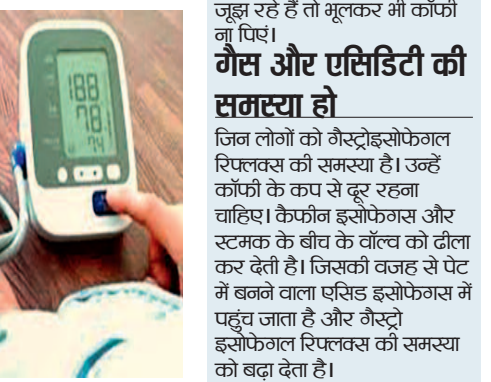 188
78
74
जूझ रहे हैं तो भूलकर भी कॉफी
ना पिएं।
गैस और एसिडिटी की
समस्या हो
जिन लोगों को गैस्ट्रोइसोफेगल
रिफ्लक्स की समस्या है। उन्हें
कॉफी के कप से दूर रहना
चाहिए। कैफीन इसोफेगस और
स्टमक के बीच के वॉल्व को ढीला
कर देती है। जिसकी वजह से पेट
में बनने वाला एसिड इसोफेगस में
पहुंच जाता है और गैस्ट्रो
इसोफेगल रिफ्लक्स की समस्या
को बढ़ा देता है।